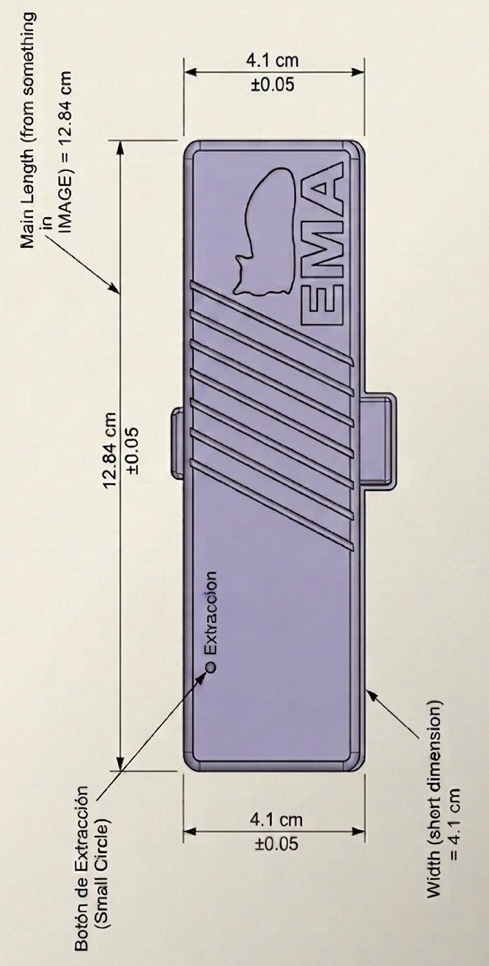 4.1 cm
±0.05
Main Length (from something
in
IMAGE) = 12.84 cm
12.84 cm
±0.05
EMA
Extraccion
Botón de Extracción
(Small Circle)
4.1 cm
±0.05
Width (short dimension)
= 4.1 cm